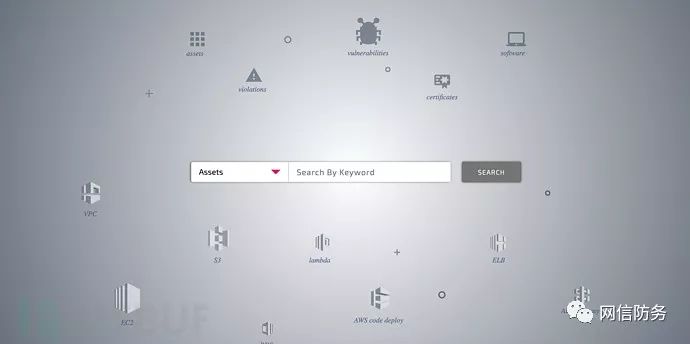 assets
vulnerabilities
software
violations
certificates
Assets
Search By Keyword
SEARCH
VPC
S3
lambda
ELB
EC2
AWS code deploy
网信防务